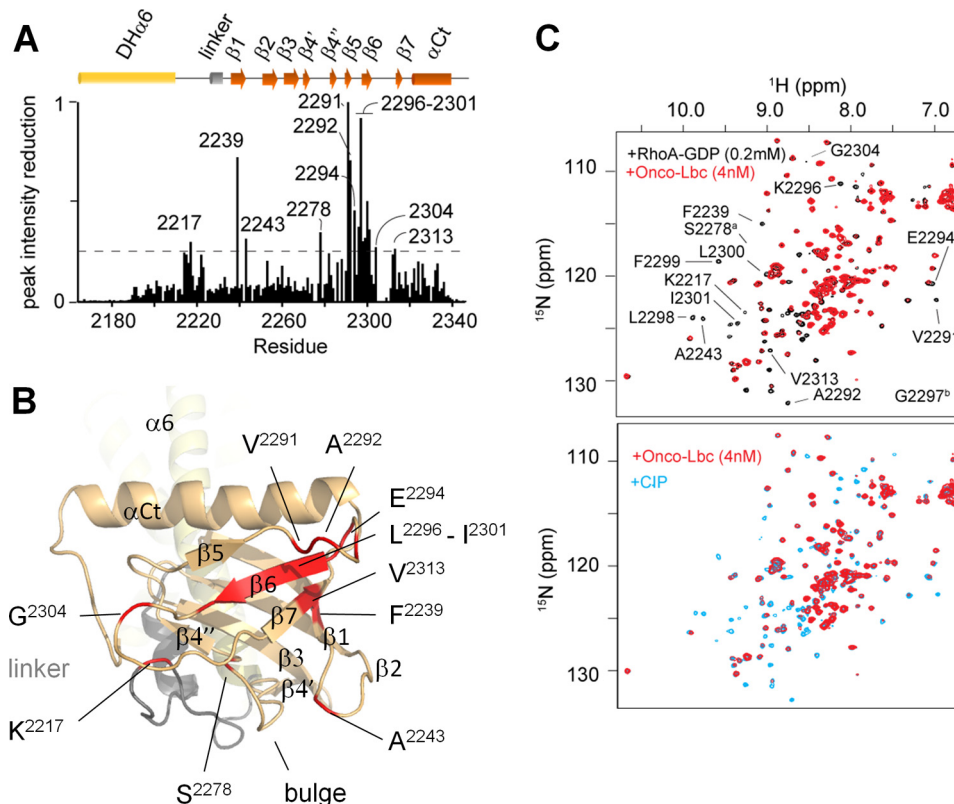 A
DHα6
linker
β1
β2
β3
β4'
β4''
β5
β6
β7
αCt
peak intensity reduction
1
0
2291
2296-2301
2292
2239
2294
2278
2304
2217
2243
2313
2180
2220
2260
2300
2340
Residue
B
α6
V2291
A2292
αCt
E2294
L2296 - I2301
β5
V2313
β6
G2304
F2239
β7
β4''
β1
linker
β3
β2
β4'
K2217
A2243
S2278
bulge
C
1H (ppm)
10.0
9.0
8.0
7.0
110
120
130
15N (ppm)
+RhoA-GDP (0.2mM)
+Onco-Lbc (4nM)
G2304
K2296
F2239
S2278a
E2294
L2300
F2299
K2217
I2301
L2298
V2291
A2243
V2313
A2292
G2297b
110
120
130
15N (ppm)
+Onco-Lbc (4nM)
+CIP